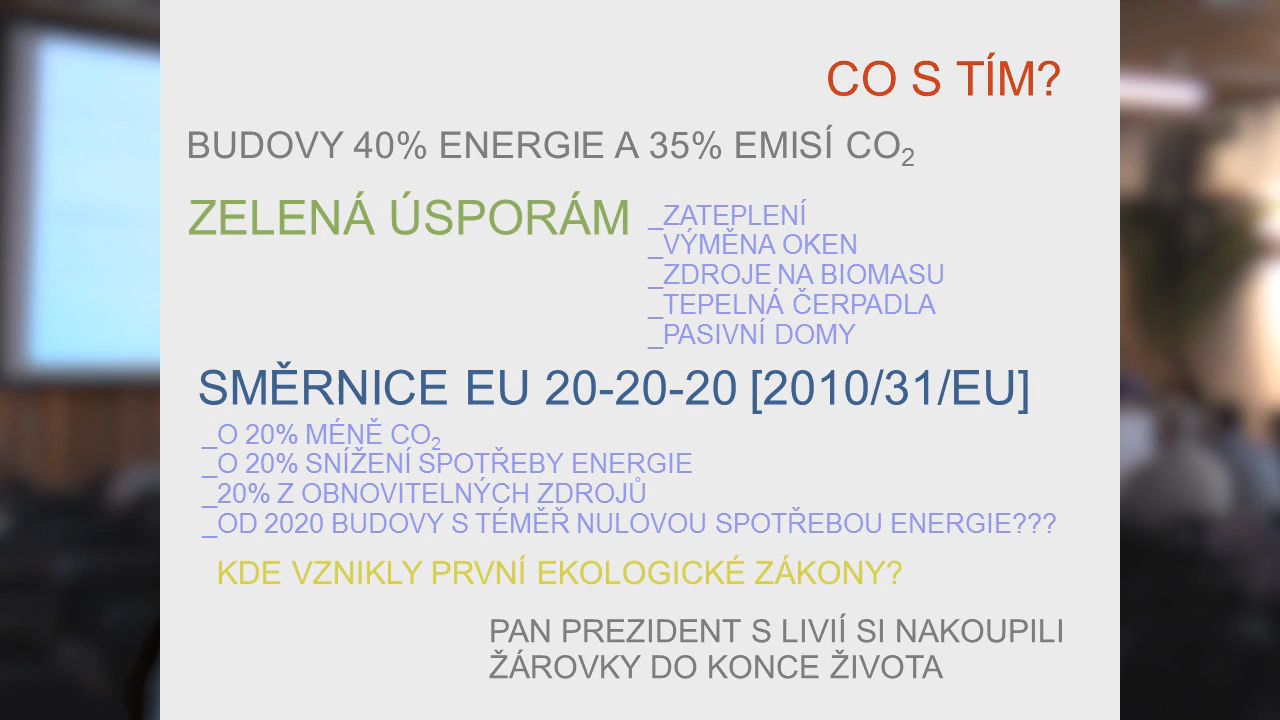 CO S TÍM?
BUDOVY 40% ENERGIE A 35% EMISÍ CO₂
ZELENÁ ÚSPORÁM
_ZATEPLENÍ
_VÝMĚNA OKEN
_ZDROJE NA BIOMASU
_TEPELNÁ ČERPADLA
_PASIVNÍ DOMY
SMĚRNICE EU 20-20-20 [2010/31/EU]
_O 20% MÉNĚ CO₂
_O 20% SNÍŽENÍ SPOTŘEBY ENERGIE
_20% Z OBNOVITELNÝCH ZDROJŮ
_OD 2020 BUDOVY S TÉMĚŘ NULOVOU SPOTŘEBOU ENERGIE???
KDE VZNIKLY PRVNÍ EKOLOGICKÉ ZÁKONY?
PAN PREZIDENT S LIVIÍ SI NAKOUPILI
ŽÁROVKY DO KONCE ŽIVOTA